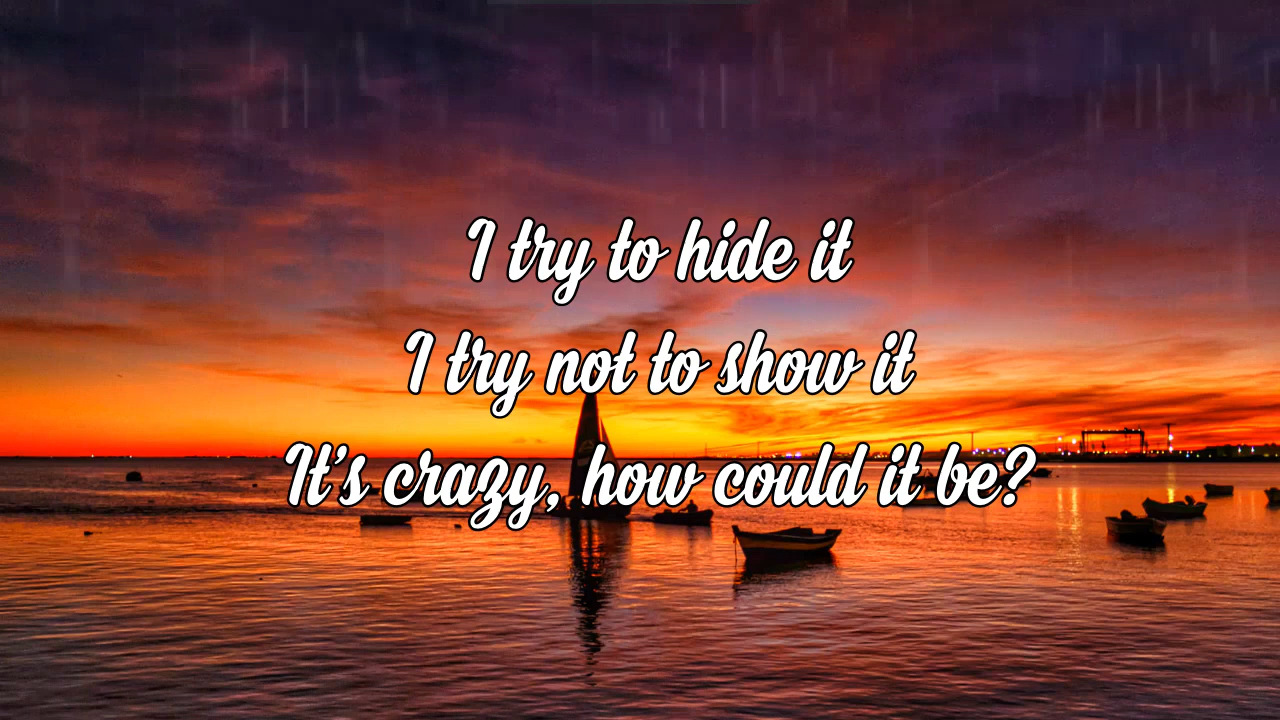 I try to hide it
I try not to show it
It's crazy, how could it be?